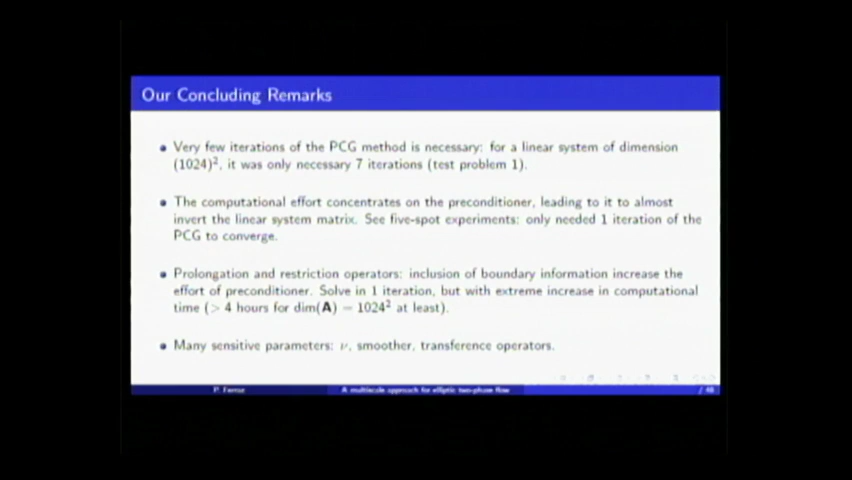 Our Concluding Remarks
Very few iterations of the PCG method is necessary: for a linear system of dimension
(1024)², it was only necessary 7 iterations (test problem 1).
The computational effort concentrates on the preconditioner, leading to it to almost
invert the linear system matrix. See five-spot experiments: only needed 1 iteration of the
PCG to converge.
Prolongation and restriction operators: inclusion of boundary information increase the
effort of preconditioner. Solve in 1 iteration, but with extreme increase in computational
time (> 4 hours for dim(A) = 1024² at least).
Many sensitive parameters: ν, smoother, transference operators.
A multiscale approach for elliptic two-phase flow